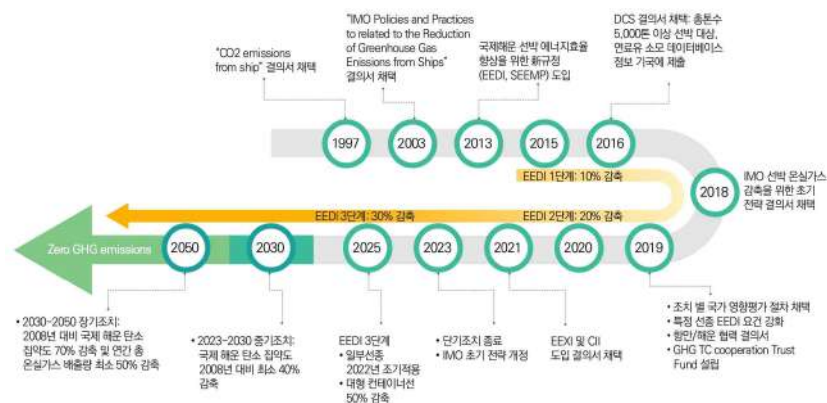 "CO2 emissions
from ship" 결의서 채택
"IMO Policies and Practices
to related to the Reduction
of Greenhouse Gas
Enissions from Ships"
결의서 채택
국제해운 선박 에너지효율
향상을 위한 新규정
(EEDI, SEEMP) 도입
DCS 결의서 채택: 총톤수
5,000톤 이상 선박 대상,
연료유 소모 데이터베이스
정보 기국에 제출
1997
2003
2013
2015
2016
EEDI 1단계: 10% 감축
2018
IMO 선박 온실가스
감축을 위한 초기
전략 결의서 채택
EEDI 3단계: 30% 감축
EEDI 2단계: 20% 감축
Zero GHG emissions
2050
2030
2025
2023
2021
2020
2019
• 2030~2050 장기조치:
2008년 대비 국제 해운 탄소
집약도 70% 감축 및 연간 총
온실가스 배출량 최소 50% 감축
• 2023~2030 중기조치:
국제 해운 탄소 집약도
2008년 대비 최소 40%
감축
EEDI 3단계
• 일부선종
2022년 조기적용
• 대형 컨테이너선
50% 감축
• 단기조치 종료
• IMO 초기 전략 개정
EEXI 및 CII
도입 결의서 채택
• 조치 별 국가 영향평가 절차 채택
• 특정 선종 EEDI 요건 강화
• 항만/해운 협력 결의서
• GHG TC cooperation Trust
Fund 설립